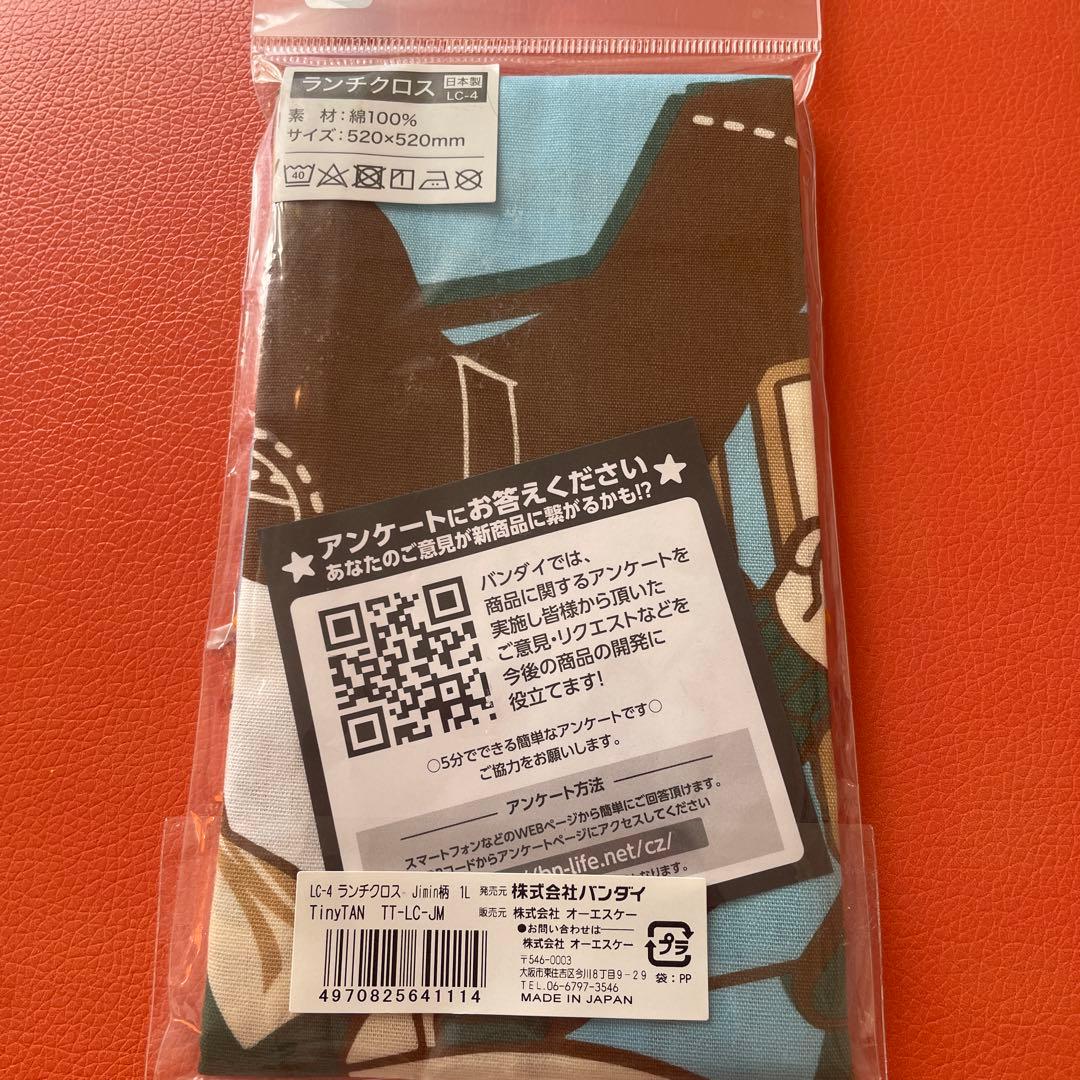 ランチクロス 日本製 LC-4
素 材：綿100%
サイズ：520×520mm
40
アンケートにお答えください
あなたのご意見が新商品に繋がるかも!?
バンダイでは、
商品に関するアンケートを
実施し皆様から頂いた
ご意見・リクエストなどを
今後の商品の開発に
役立てます!
○5分でできる簡単なアンケートです○
ご協力をお願いします。
アンケート方法
スマートフォンなどのWEBページから簡単にご回答頂けます。
コードからアンケートページにアクセスしてください
bn-life.net/cz/
LC-4 ランチクロス Jimin柄 1L
TinyTAN TT-LC-JM
4970825641114
発売元 株式会社バンダイ
販売元 株式会社 オーエスケー
●お問い合わせは
株式会社 オーエスケー
〒546-0003
大阪市東住吉区今川8丁目9-29
TEL.06-6797-3546
MADE IN JAPAN
プラ
袋：PP